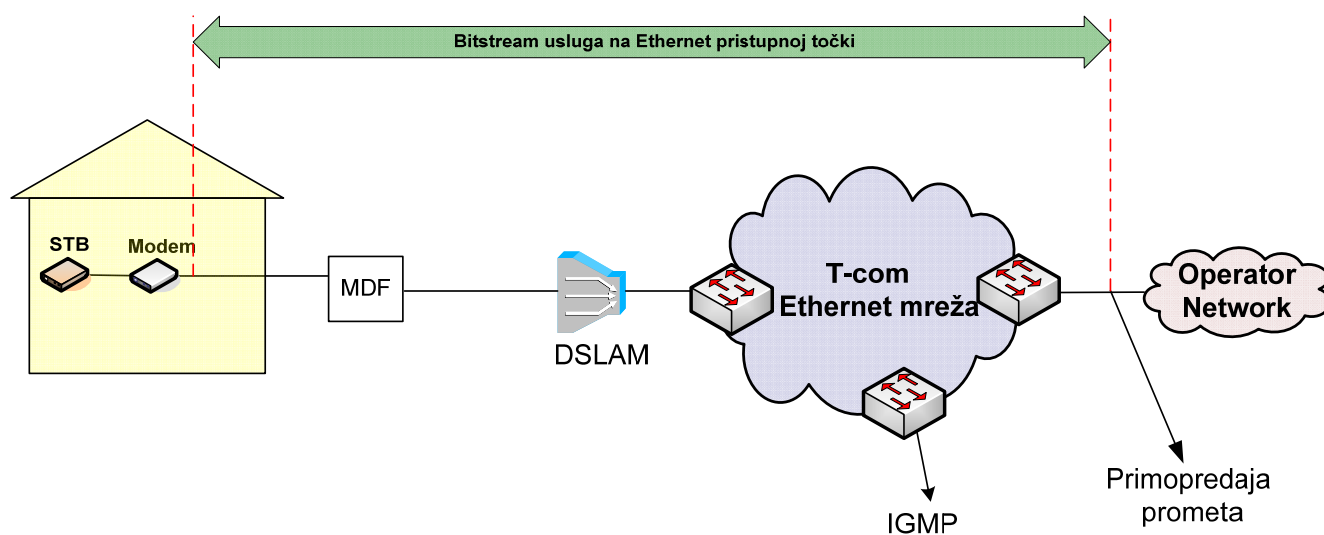 Bitstream usluga na Ethernet pristupnoj točki
STB
Modem
MDF
DSLAM
T-com
Ethernet mreža
Operator
Network
IGMP
Primopredaja
prometa